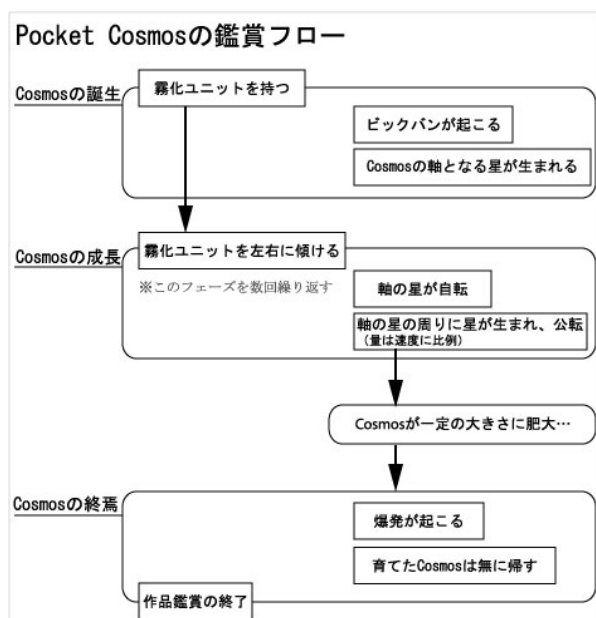 Pocket Cosmosの鑑賞フロー
Cosmosの誕生
霧化ユニットを持つ
ビックバンが起こる
Cosmosの軸となる星が生まれる
Cosmosの成長
霧化ユニットを左右に傾ける
※このフェーズを数回繰り返す
軸の星が自転
軸の星の周りに星が生まれ、公転
(量は速度に比例)
Cosmosが一定の大きさに肥大…
Cosmosの終焉
爆発が起こる
育てたCosmosは無に帰す
作品鑑賞の終了